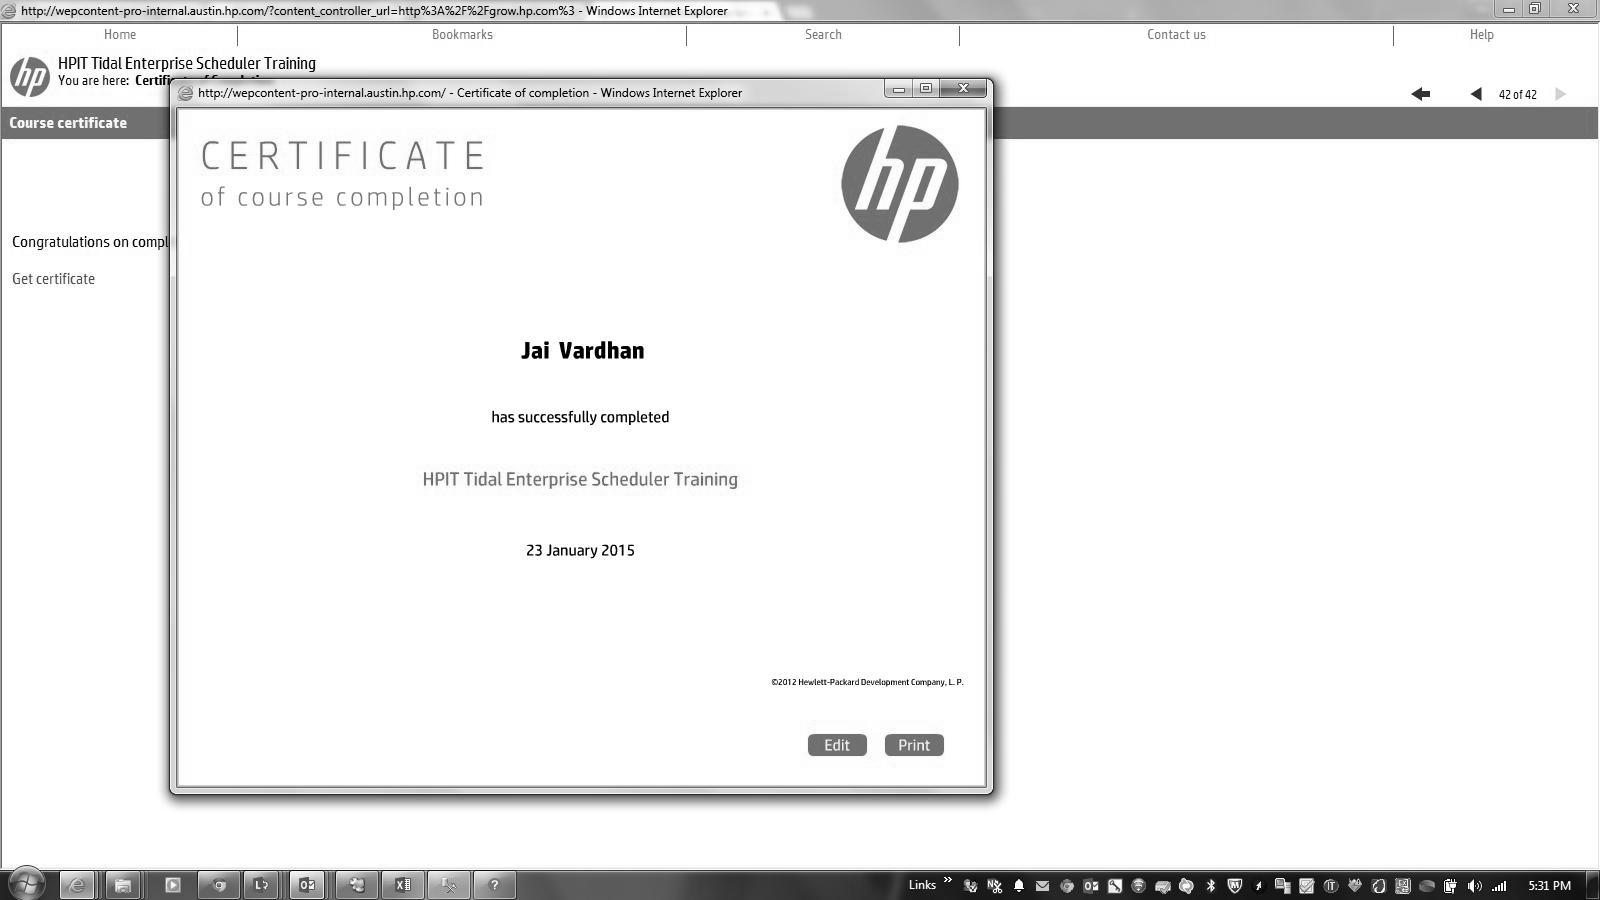 http://wepcontent-pro-internal.austin.hp.com/?content_controller_url=http%3A%2F%2Fgrow.hp.com%3 - Windows Internet Explorer
Home Bookmarks Search Contact us Help
hp HPIT Tidal Enterprise Scheduler Training
You are here:
http://wepcontent-pro-internal.austin.hp.com/ - Certificate of completion - Windows Internet Explorer
42 of 42
Course certificate
CERTIFICATE
of course completion
hp
Congratulations on compl
Get certificate
Jai Vardhan
has successfully completed
HPIT Tidal Enterprise Scheduler Training
23 January 2015
©2012 Hewlett-Packard Development Company, L. P.
Edit Print
Links » 5:31 PM